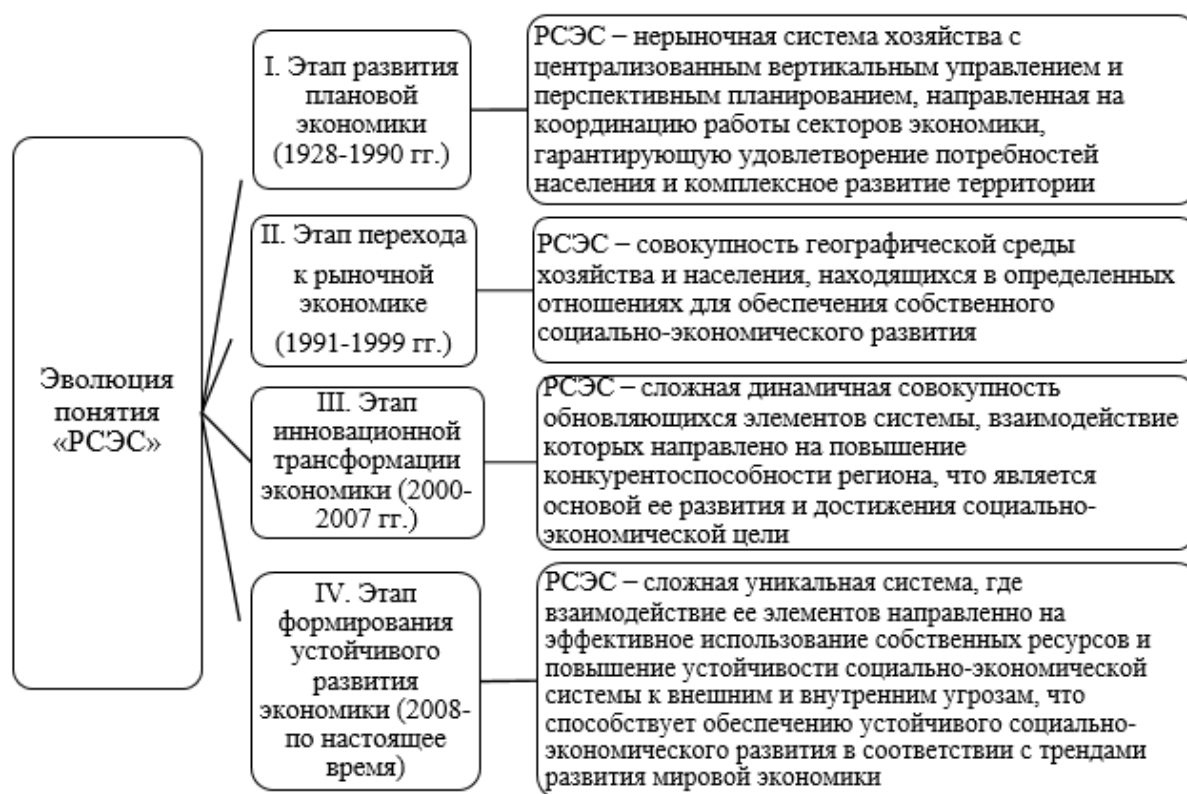 Эволюция
понятия
«РСЭС»
I. Этап развития
плановой
экономики
(1928-1990 гг.)
РСЭС – нерыночная система хозяйства с
централизованным вертикальным управлением и
перспективным планированием, направленная на
координацию работы секторов экономики,
гарантирующую удовлетворение потребностей
населения и комплексное развитие территории
II. Этап перехода
к рыночной
экономике
(1991-1999 гг.)
РСЭС – совокупность географической среды
хозяйства и населения, находящихся в определенных
отношениях для обеспечения собственного
социально-экономического развития
III. Этап
инновационной
трансформации
экономики (2000-
2007 гг.)
РСЭС – сложная динамичная совокупность
обновляющихся элементов системы, взаимодействие
которых направлено на повышение
конкурентоспособности региона, что является
основой ее развития и достижения социально-
экономической цели
IV. Этап
формирования
устойчивого
развития
экономики (2008-
по настоящее
время)
РСЭС – сложная уникальная система, где
взаимодействие ее элементов направленно на
эффективное использование собственных ресурсов и
повышение устойчивости социально-экономической
системы к внешним и внутренним угрозам, что
способствует обеспечению устойчивого социально-
экономического развития в соответствии с трендами
развития мировой экономики